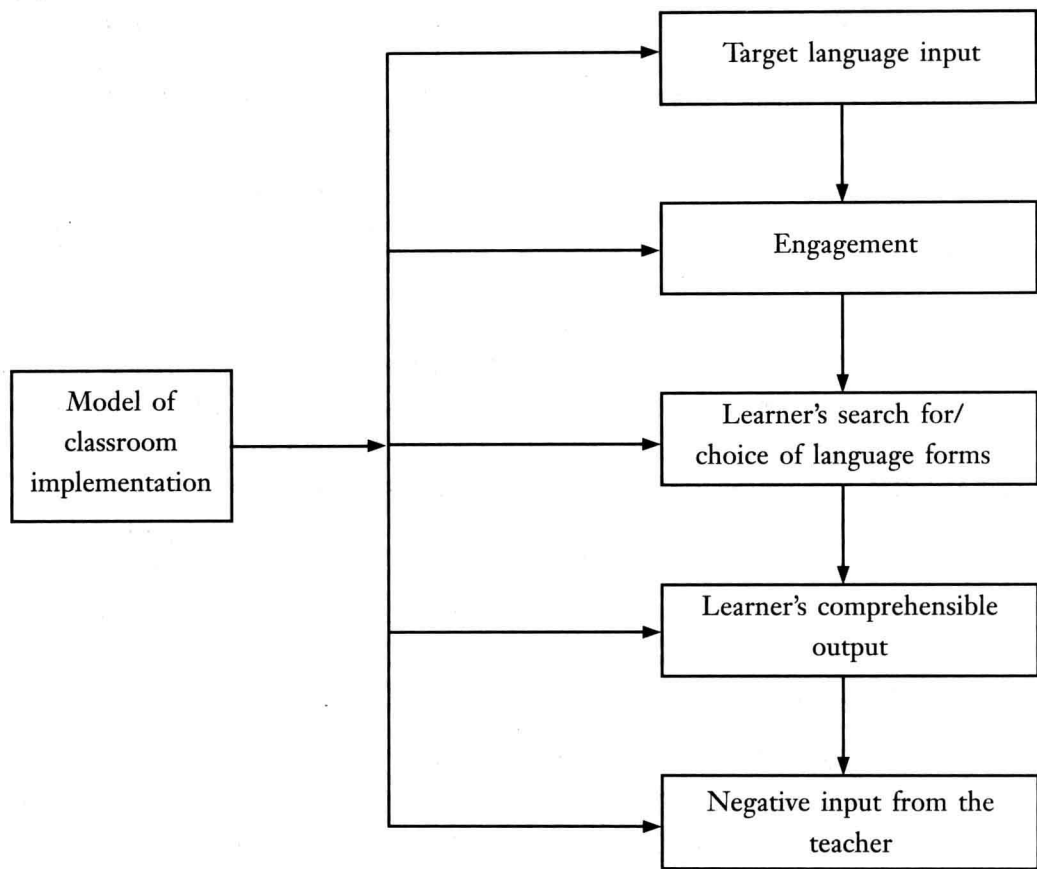 Target language input
Engagement
Model of
classroom
implementation
Learner's search for/
choice of language forms
Learner's comprehensible
output
Negative input from the
teacher